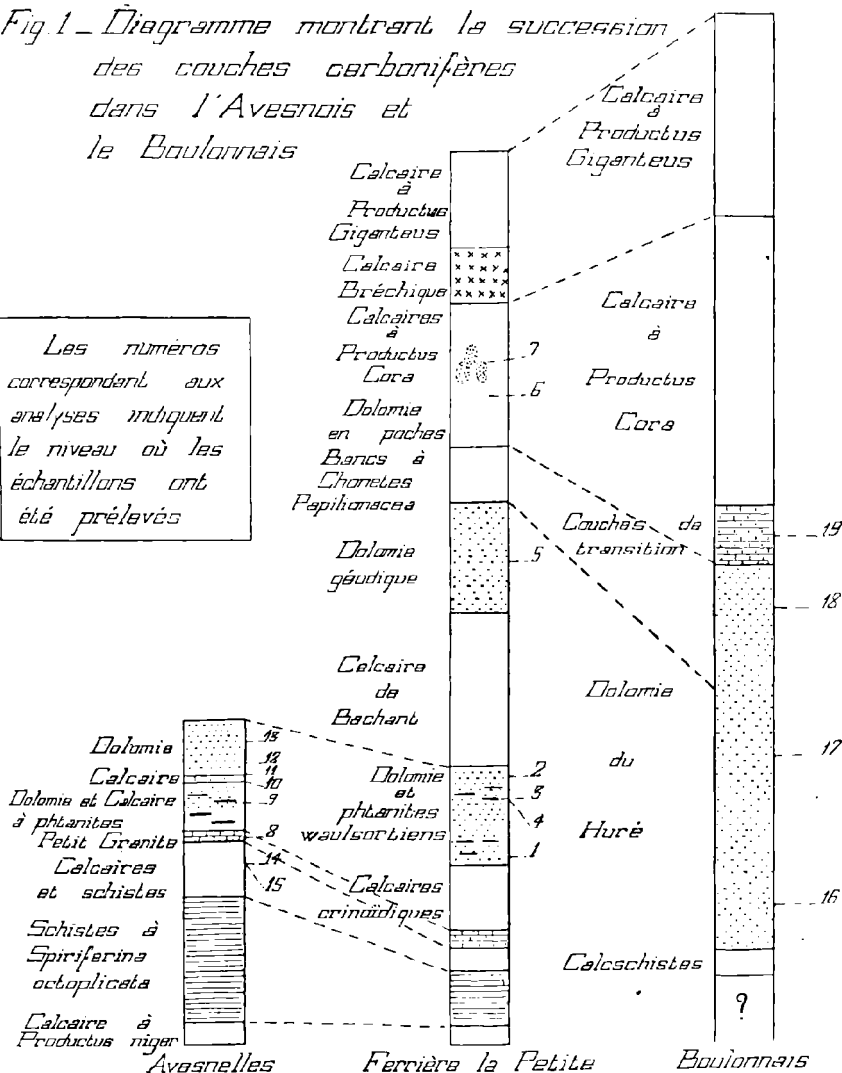 Fig. 1 _ Diagramme montrant la succession
des couches carbonifères
dans l'Avesnois et
le Boulonnais
Les numéros
correspondant aux
analyses indiquent
le niveau où les
échantillons ont
été prélevés
Dolomie
Calcaire
Dolomie et Calcaire
à phtanites
Petit Granite
Calcaires
et schistes
Schistes à
Spiriferina
octoplicata
Calcaire à
Productus niger
13
12
11
10
9
8
14
15
Avesnelles
Calcaire
à
Productus
Giganteus
Calcaire
Bréchique
Calcaires
à
Productus
Cora
Dolomie
en poches
Bancs à
Chonetes
Papilionacea
Dolomie
géodique
Calcaire
de
Bachant
Dolomie
et
phtanites
waulsortiens
Calcaires
crinoïdiques
7
6
5
2
3
4
1
Ferrière la Petite
Calcaire
à
Productus
Giganteus
Calcaire
à
Productus
Cora
Couches de
transition
Dolomie
du
Huré
Calcschistes
19
18
17
16
?
Boulonnais